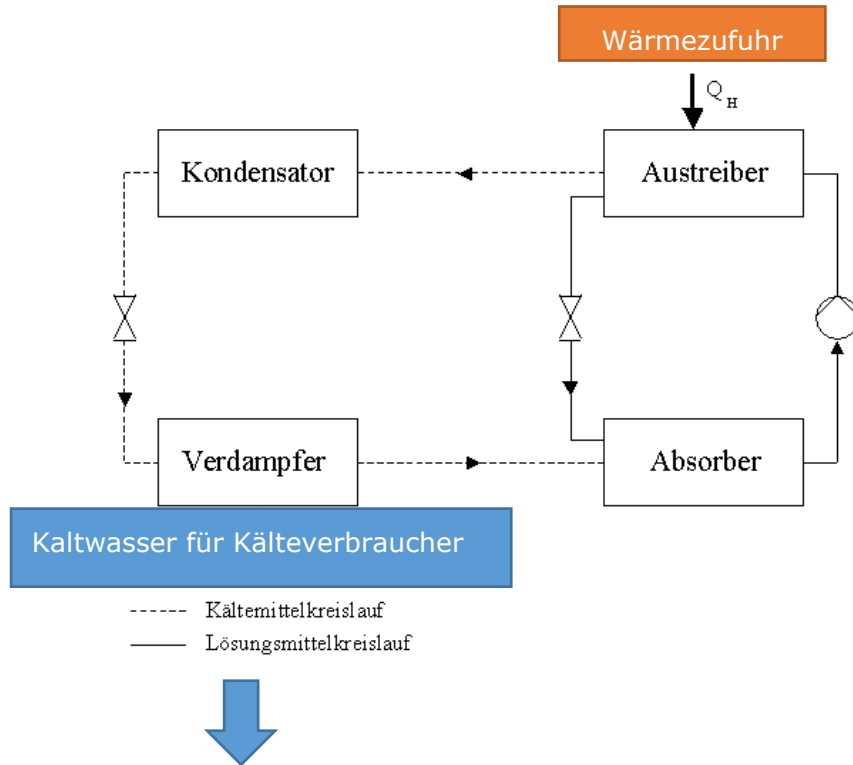 Wärmezufuhr
Q H
Kondensator
Austreiber
Verdampfer
Absorber
Kaltwasser für Kälteverbraucher
Kältemittelkreislauf
Lösungsmittelkreislauf